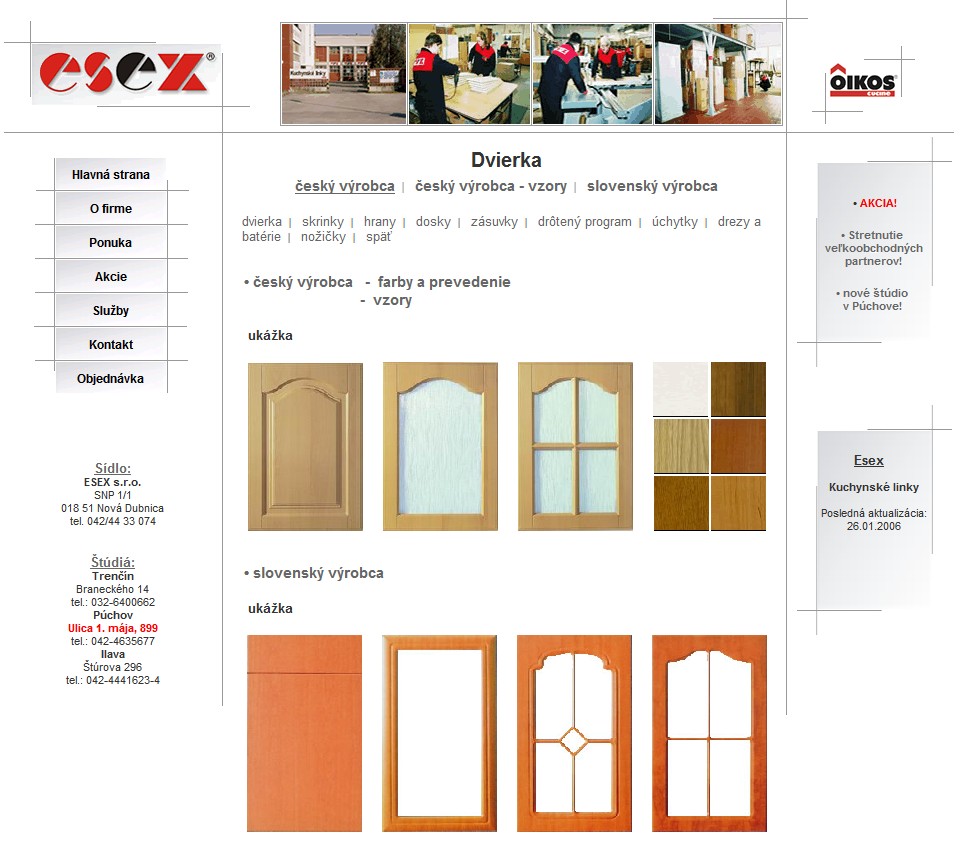 esex®
Kuchynské linky
ÔIKOS
cucine
Hlavná strana
O firme
Ponuka
Akcie
Služby
Kontakt
Objednávka
Sídlo:
ESEX s.r.o.
SNP 1/1
018 51 Nová Dubnica
tel. 042/44 33 074
Štúdiá:
Trenčín
Braneckého 14
tel.: 032-6400662
Púchov
Ulica 1. mája, 899
tel.: 042-4635677
Ilava
Štúrova 296
tel.: 042-4441623-4
Dvierka
český výrobca | český výrobca - vzory | slovenský výrobca
dvierka | skrinky | hrany | dosky | zásuvky | drôtený program | úchytky | drezy a
batérie | nožičky | späť
• český výrobca - farby a prevedenie
- vzory
ukážka
• slovenský výrobca
ukážka
• AKCIA!
• Stretnutie
veľkoobchodných
partnerov!
• nové štúdio
v Púchove!
Esex
Kuchynské linky
Posledná aktualizácia:
26.01.2006